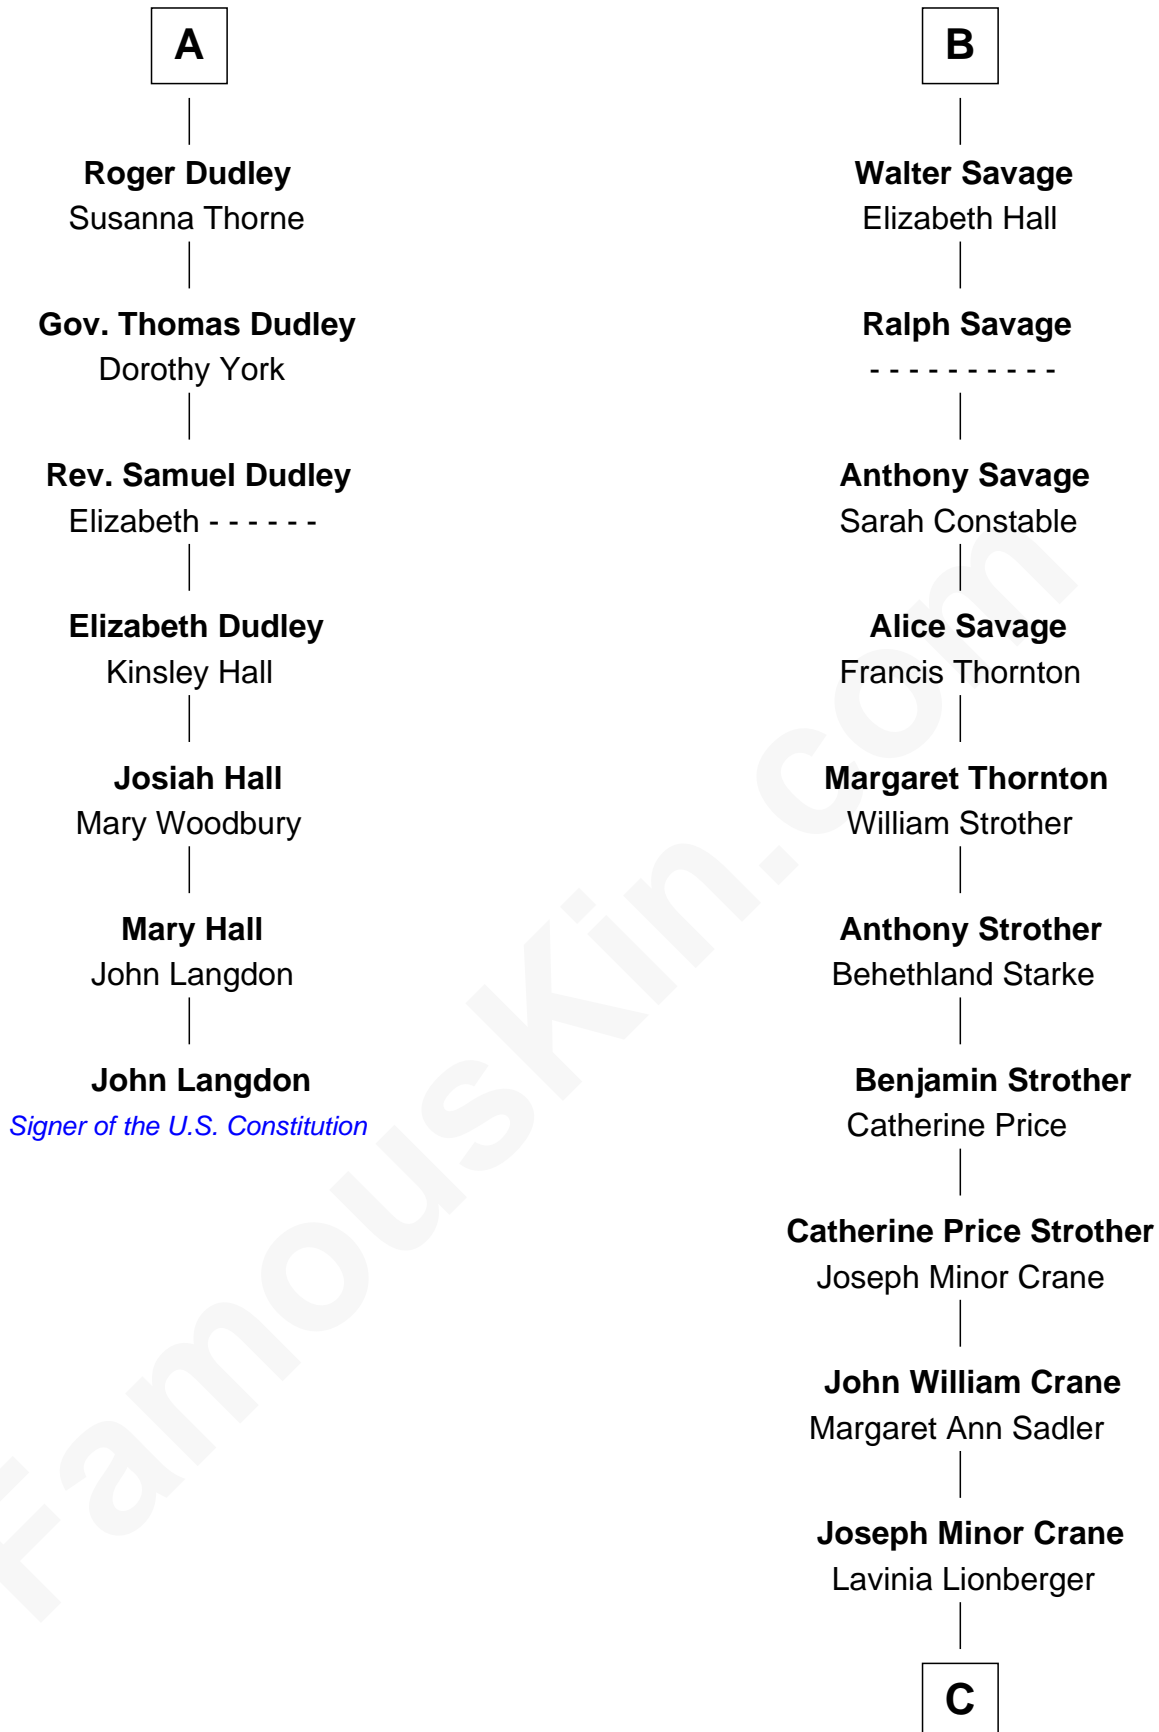 A
Roger Dudley
Susanna Thorne
Gov. Thomas Dudley
Dorothy York
Rev. Samuel Dudley
Elizabeth - - - - - -
Elizabeth Dudley
Kinsley Hall
Josiah Hall
Mary Woodbury
Mary Hall
John Langdon
John Langdon
Signer of the U.S. Constitution
B
Walter Savage
Elizabeth Hall
Ralph Savage
- - - - - - - - - -
Anthony Savage
Sarah Constable
Alice Savage
Francis Thornton
Margaret Thornton
William Strother
Anthony Strother
Behethland Starke
Benjamin Strother
Catherine Price
Catherine Price Strother
Joseph Minor Crane
John William Crane
Margaret Ann Sadler
Joseph Minor Crane
Lavinia Lionberger
C
FamousKin.com